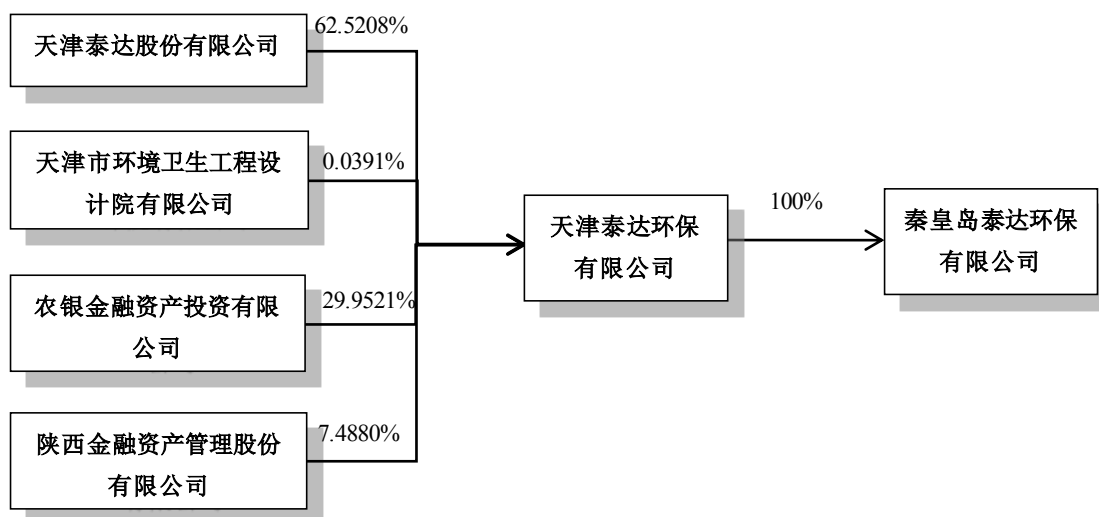 62.5208%
天津泰达股份有限公司
天津市环境卫生工程设
计院有限公司
0.0391%
农银金融资产投资有限
公司
29.9521%
陕西金融资产管理股份
有限公司
7.4880%
天津泰达环保
有限公司
100%
秦皇岛泰达环保
有限公司